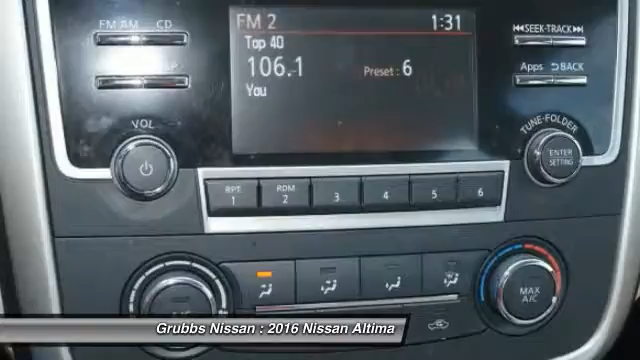 FM AM CD
FM 2 1:31
SEEK·TRACK
Top 40
106.1 Preset : 6
Apps BACK
You
VOL
TUNE·FOLDER
ENTER
SETTING
RPT 1 RDM 2 3 4 5 6
MAX
A/C
Grubbs Nissan : 2016 Nissan Altima